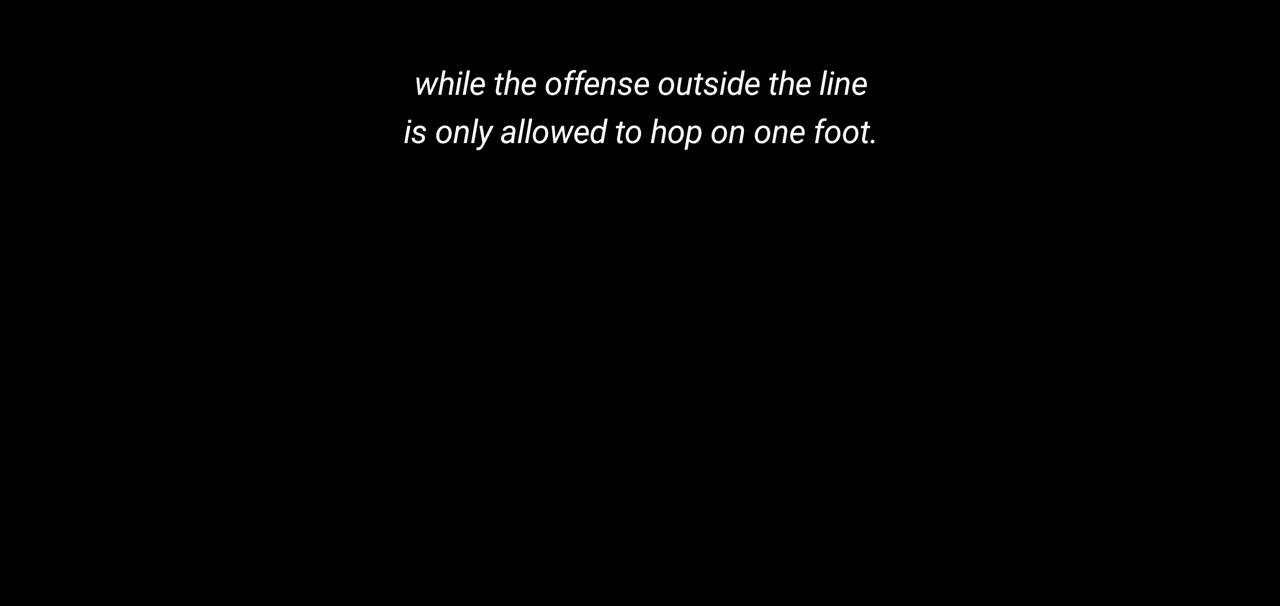 while the offense outside the line
is only allowed to hop on one foot.